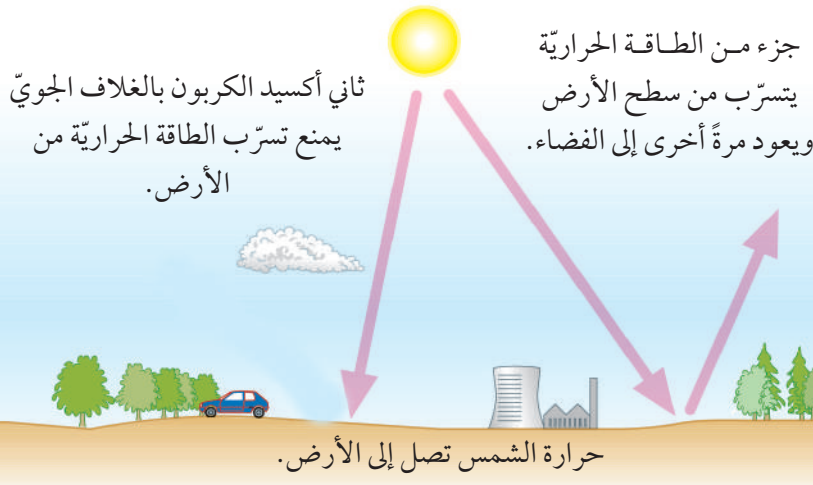 جزء من الطاقة الحراريّة
يتسرّب من سطح الأرض
ويعود مرةً أخرى إلى الفضاء.
ثاني أكسيد الكربون بالغلاف الجويّ
يمنع تسرّب الطاقة الحراريّة من
الأرض.
حرارة الشمس تصل إلى الأرض.